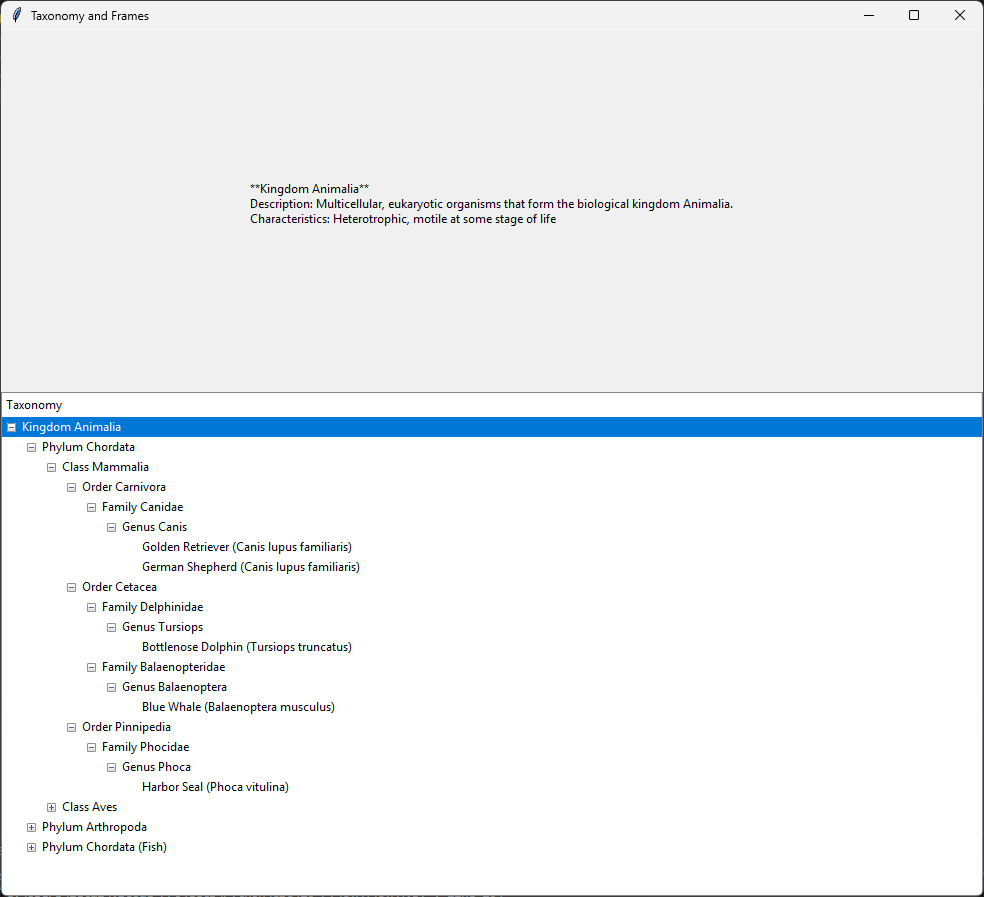 Taxonomy and Frames
**Kingdom Animalia**
Description: Multicellular, eukaryotic organisms that form the biological kingdom Animalia.
Characteristics: Heterotrophic, motile at some stage of life
Taxonomy
Kingdom Animalia
Phylum Chordata
Class Mammalia
Order Carnivora
Family Canidae
Genus Canis
Golden Retriever (Canis lupus familiaris)
German Shepherd (Canis lupus familiaris)
Order Cetacea
Family Delphinidae
Genus Tursiops
Bottlenose Dolphin (Tursiops truncatus)
Family Balaenopteridae
Genus Balaenoptera
Blue Whale (Balaenoptera musculus)
Order Pinnipedia
Family Phocidae
Genus Phoca
Harbor Seal (Phoca vitulina)
Class Aves
Phylum Arthropoda
Phylum Chordata (Fish)